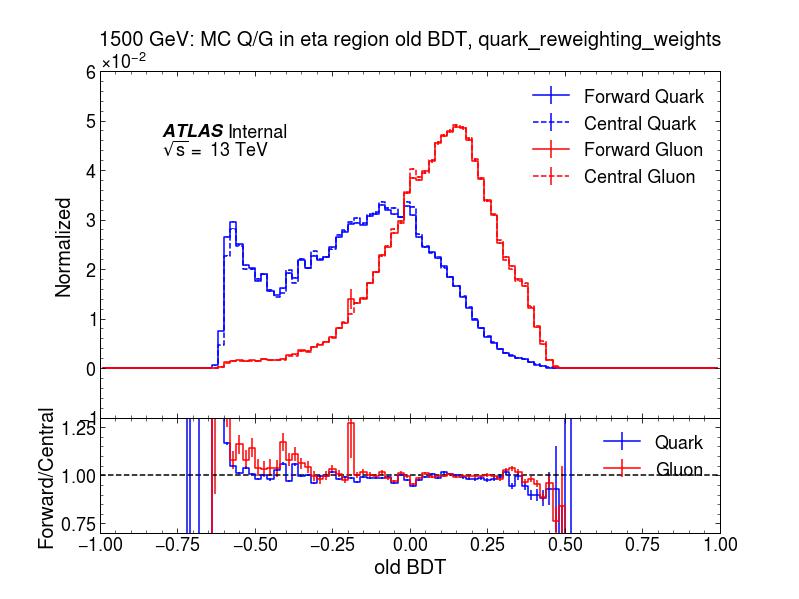 1500 GeV: MC Q/G in eta region old BDT, quark_reweighting_weights
×10⁻²
6
5
4
3
2
1
0
−1
Normalized
ATLAS Internal
√s = 13 TeV
Forward Quark
Central Quark
Forward Gluon
Central Gluon
1.25
1.00
0.75
Forward/Central
Quark
Gluon
−1.00 −0.75 −0.50 −0.25 0.00 0.25 0.50 0.75 1.00
old BDT